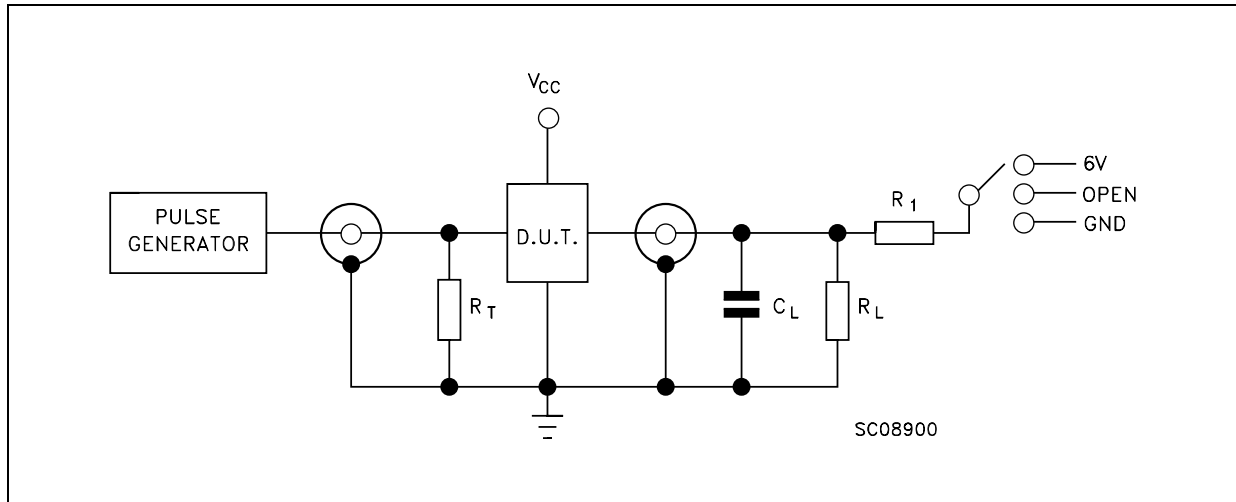 VCC
6V
PULSE
GENERATOR
D.U.T.
R1
OPEN
GND
RT
CL
RL
SC08900